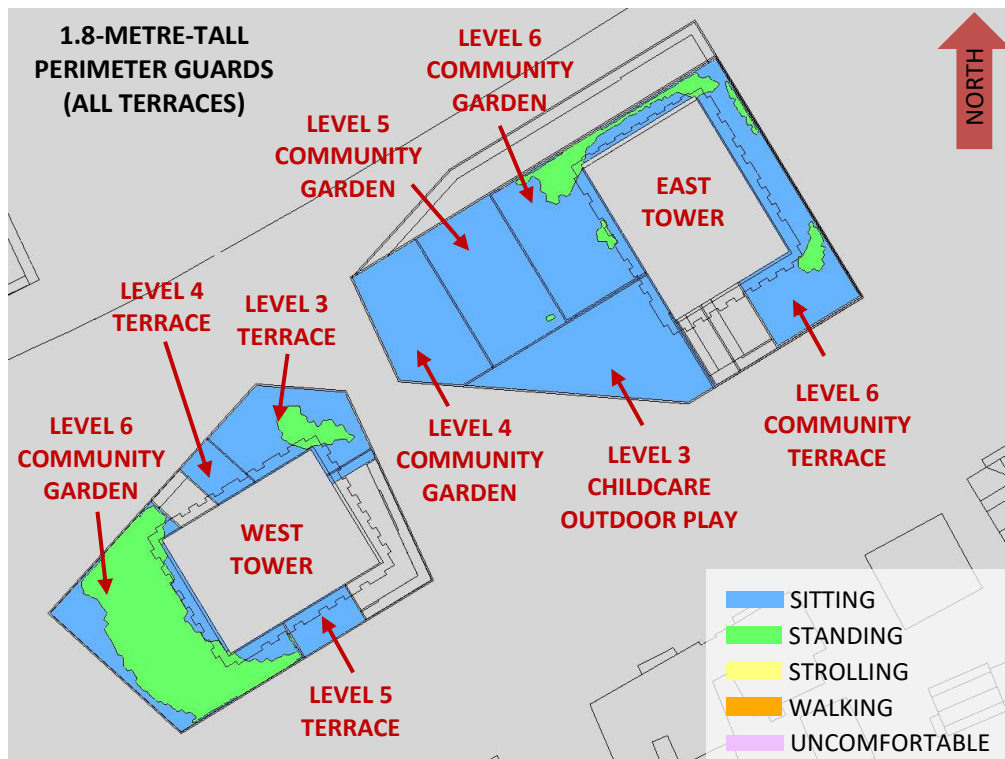 1.8-METRE-TALL
PERIMETER GUARDS
(ALL TERRACES)
LEVEL 6
COMMUNITY
GARDEN
NORTH
LEVEL 5
COMMUNITY
GARDEN
EAST
TOWER
LEVEL 4
TERRACE
LEVEL 3
TERRACE
LEVEL 6
COMMUNITY
GARDEN
LEVEL 4
COMMUNITY
GARDEN
LEVEL 3
CHILDCARE
OUTDOOR PLAY
LEVEL 6
COMMUNITY
TERRACE
WEST
TOWER
LEVEL 5
TERRACE
SITTING
STANDING
STROLLING
WALKING
UNCOMFORTABLE